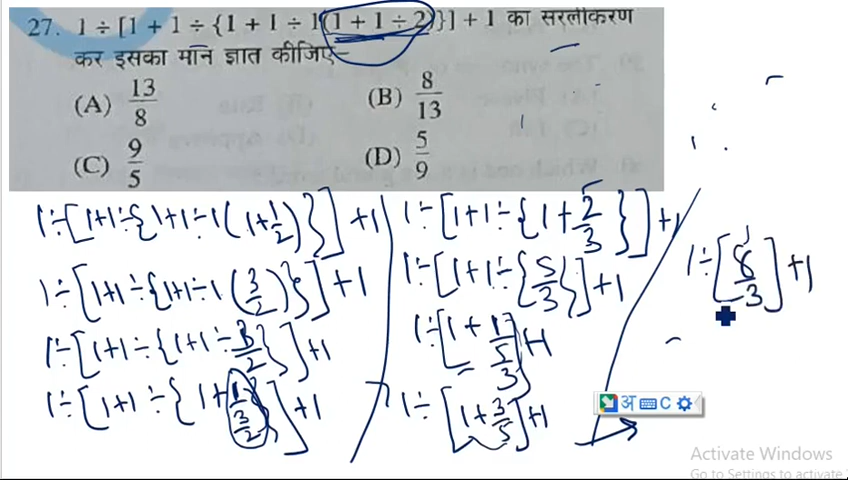 27. 1 ÷ [1 + 1 ÷ {1 + 1 ÷ 1(1 + 1 ÷ 2)}] + 1 का सरलीकरण
कर इसका मान ज्ञात कीजिए–
(A) 13/8 (B) 8/13
(C) 9/5 (D) 5/9
1÷[1+1÷{1+1÷1(1+1/2)}]+1
1÷[1+1÷{1+1÷1(3/2)}]+1
1÷[1+1÷{1+1÷3/2}]+1
1÷[1+1÷{1+1/(3/2)}]+1
1÷[1+1÷{1+2/3}]+1
1÷[1+1÷{5/3}]+1
1÷[1+1/(5/3)]+1
1÷[1+3/5]+1
1÷[8/3]+1
अ C
Activate Windows
Go to Settings to activate